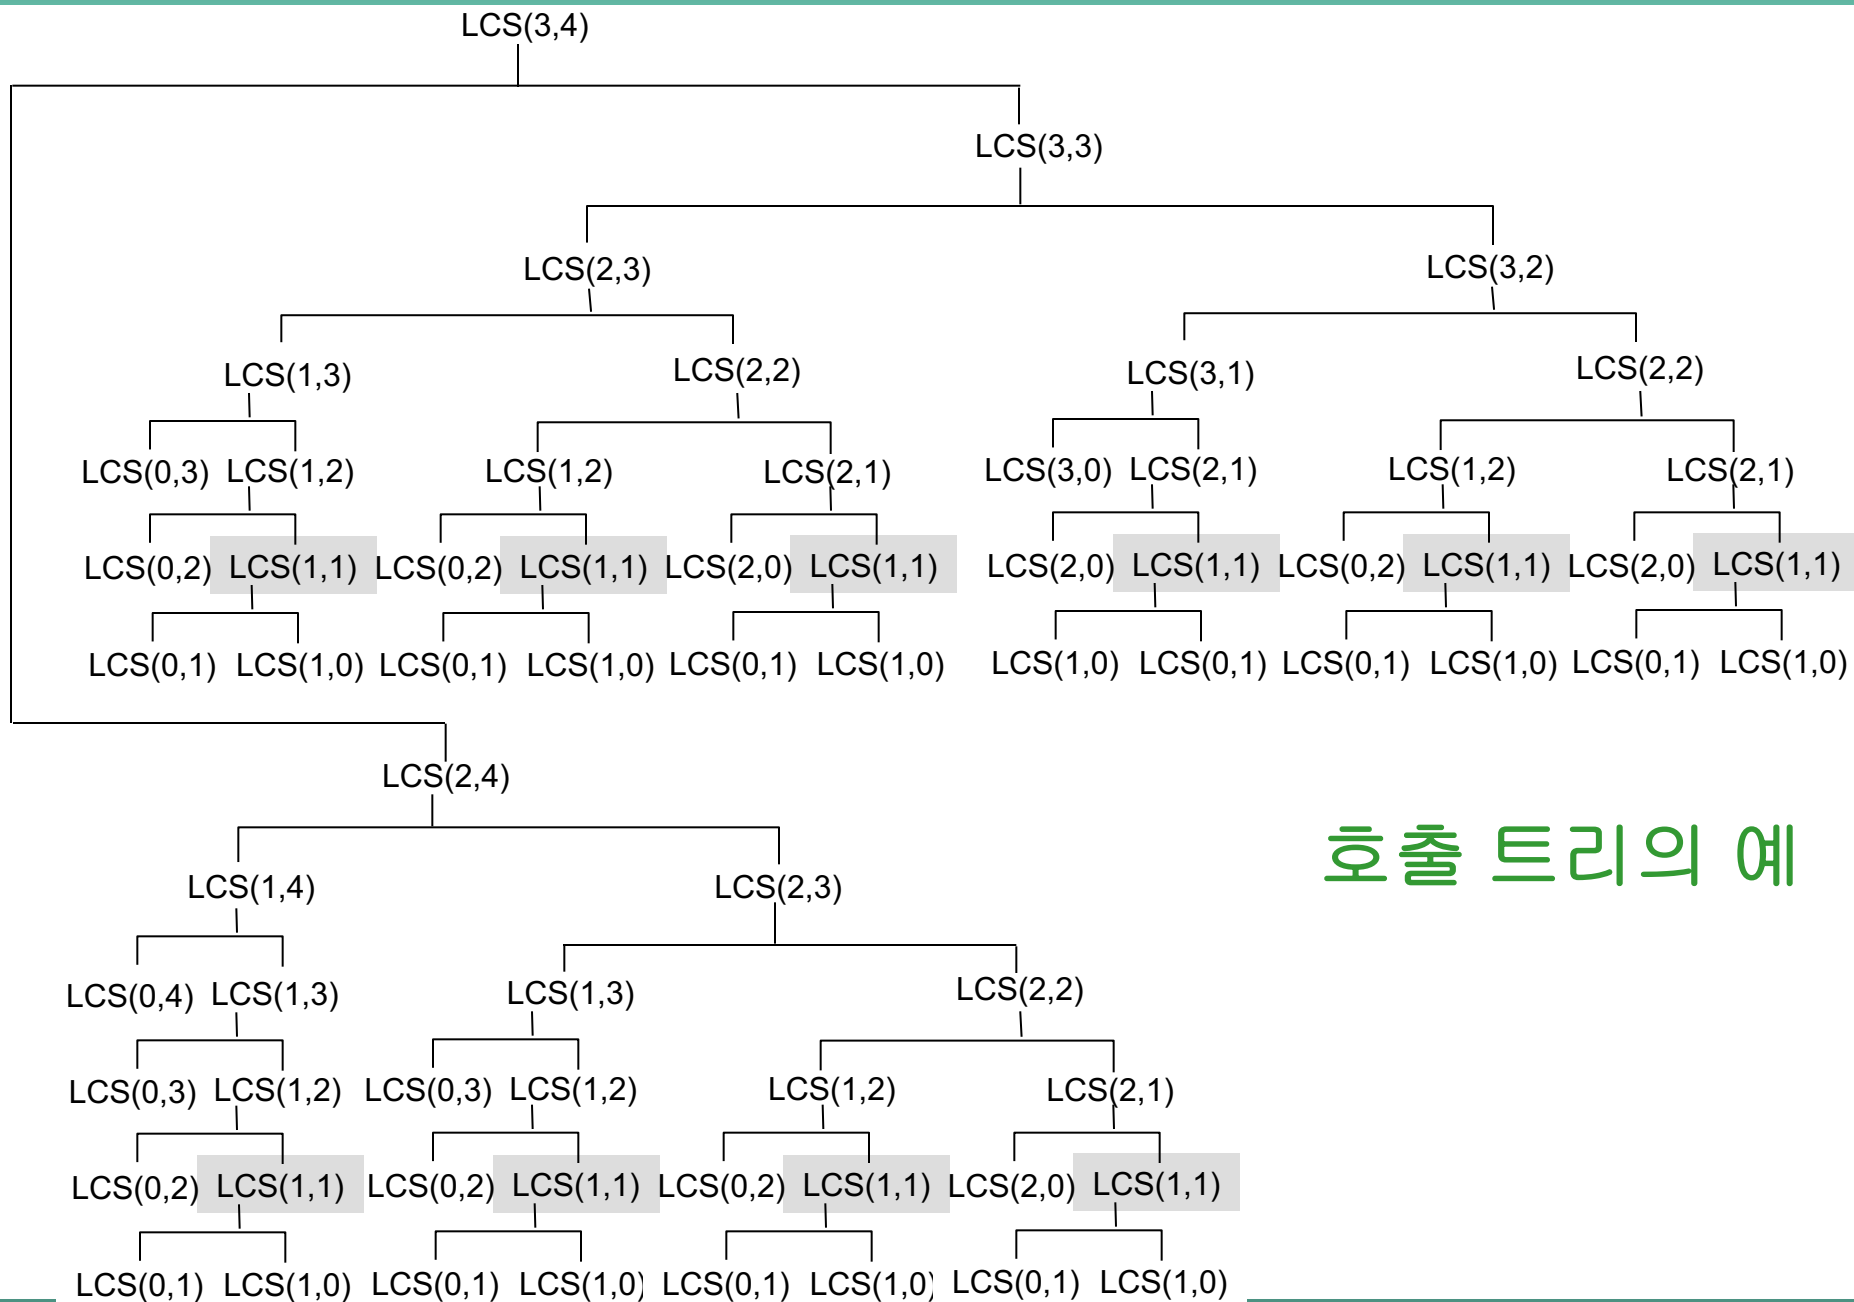 LCS(3,4)
LCS(3,3)
LCS(2,3) LCS(3,2)
LCS(1,3) LCS(2,2) LCS(3,1) LCS(2,2)
LCS(0,3) LCS(1,2) LCS(1,2) LCS(2,1) LCS(3,0) LCS(2,1) LCS(1,2) LCS(2,1)
LCS(0,2) LCS(1,1) LCS(0,2) LCS(1,1) LCS(2,0) LCS(1,1) LCS(2,0) LCS(1,1) LCS(0,2) LCS(1,1) LCS(2,0) LCS(1,1)
LCS(0,1) LCS(1,0) LCS(0,1) LCS(1,0) LCS(0,1) LCS(1,0) LCS(1,0) LCS(0,1) LCS(0,1) LCS(1,0) LCS(0,1) LCS(1,0)
LCS(2,4)
호출 트리의 예
LCS(1,4) LCS(2,3)
LCS(0,4) LCS(1,3) LCS(1,3) LCS(2,2)
LCS(0,3) LCS(1,2) LCS(0,3) LCS(1,2) LCS(1,2) LCS(2,1)
LCS(0,2) LCS(1,1) LCS(0,2) LCS(1,1) LCS(0,2) LCS(1,1) LCS(2,0) LCS(1,1)
LCS(0,1) LCS(1,0) LCS(0,1) LCS(1,0) LCS(0,1) LCS(1,0) LCS(0,1) LCS(1,0)